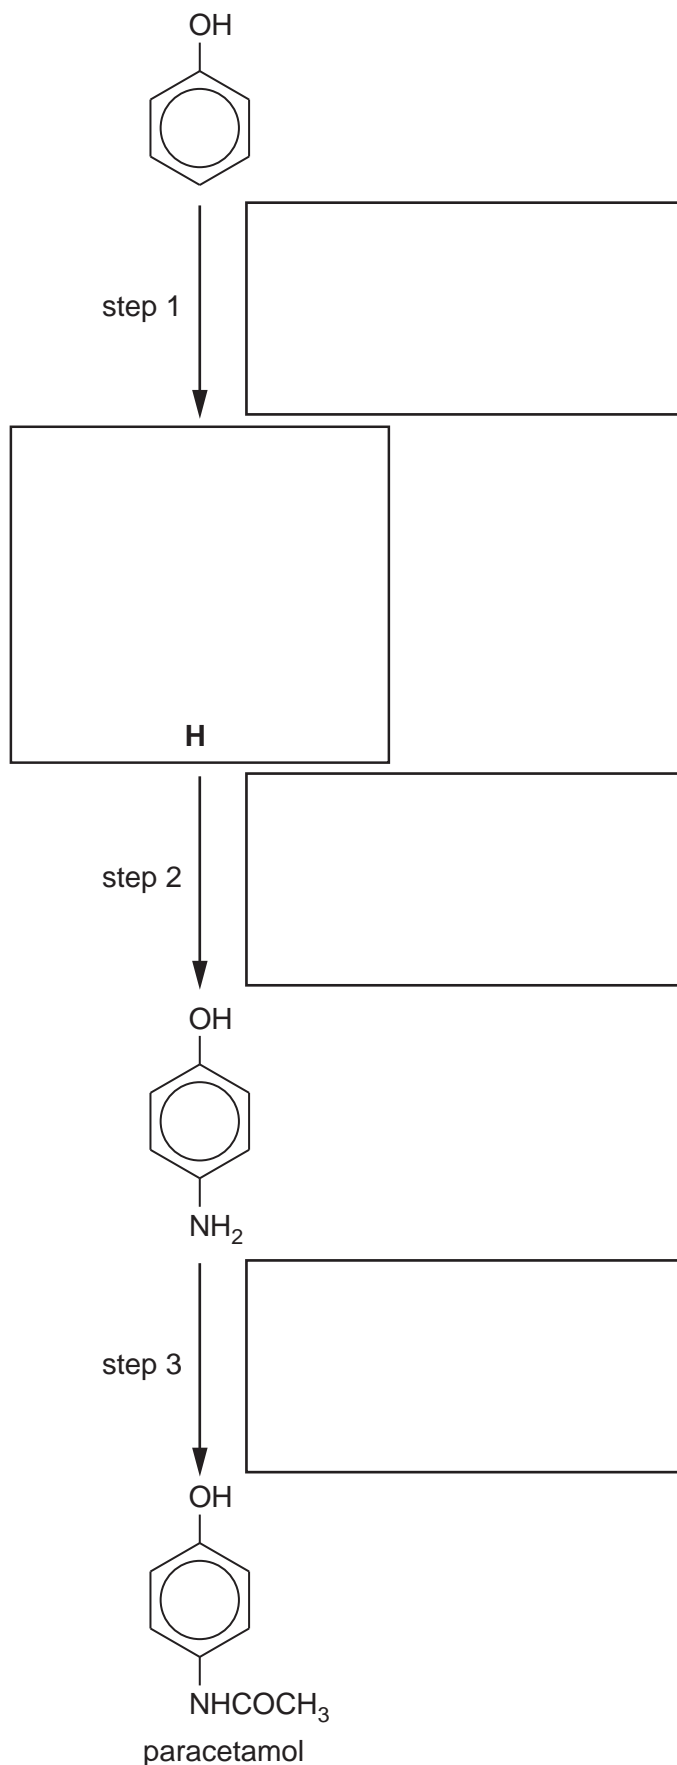 OH
step 1
H
step 2
OH
NH₂
step 3
OH
NHCOCH₃
paracetamol